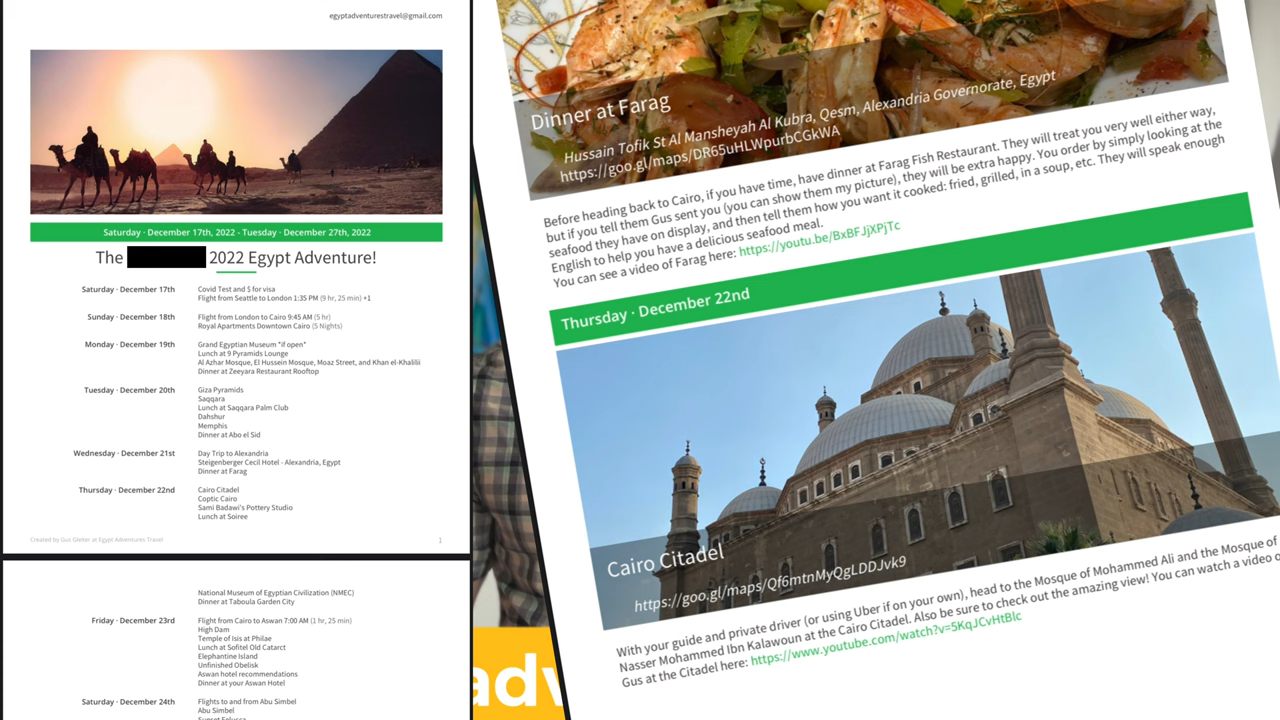 egyptadventurestravel@gmail.com
Saturday · December 17th, 2022 - Tuesday · December 27th, 2022
The 2022 Egypt Adventure!
Saturday · December 17th
Covid Test and $ for visa
Flight from Seattle to London 1:35 PM (9 hr, 25 min) +1
Sunday · December 18th
Flight from London to Cairo 9:45 AM (5 hr)
Royal Apartments Downtown Cairo (5 Nights)
Monday · December 19th
Grand Egyptian Museum *if open*
Lunch at 9 Pyramids Lounge
Al Azhar Mosque, El Hussein Mosque, Moaz Street, and Khan el-Khalilii
Dinner at Zeeyara Restaurant Rooftop
Tuesday · December 20th
Giza Pyramids
Saqqara
Lunch at Saqqara Palm Club
Dahshur
Memphis
Dinner at Abo el Sid
Wednesday · December 21st
Day Trip to Alexandria
Steigenberger Cecil Hotel - Alexandria, Egypt
Dinner at Farag
Thursday · December 22nd
Cairo Citadel
Coptic Cairo
Sami Badawi's Pottery Studio
Lunch at Soiree
Created by Gus Gleiter at Egypt Adventures Travel
1
National Museum of Egyptian Civilization (NMEC)
Dinner at Taboula Garden City
Friday · December 23rd
Flight from Cairo to Aswan 7:00 AM (1 hr, 25 min)
High Dam
Temple of Isis at Philae
Lunch at Sofitel Old Catarct
Elephantine Island
Unfinished Obelisk
Aswan hotel recommendations
Dinner at your Aswan Hotel
Saturday · December 24th
Flights to and from Abu Simbel
Abu Simbel
Dinner at Farag
Hussain Tofik St Al Mansheyah Al Kubra, Qesm, Alexandria Governorate, Egypt
https://goo.gl/maps/DR65uHLWpurbCGkWA
Before heading back to Cairo, if you have time, have dinner at Farag Fish Restaurant. They will treat you very well either way,
but if you tell them Gus sent you (you can show them my picture), they will be extra happy. You order by simply looking at the
seafood they have on display, and then tell them how you want it cooked: fried, grilled, in a soup, etc. They will speak enough
English to help you have a delicious seafood meal.
You can see a video of Farag here: https://youtu.be/BxBFJjXPjTc
Thursday · December 22nd
Cairo Citadel
https://goo.gl/maps/Qf6mtnMyQgLDDJvk9
With your guide and private driver (or using Uber if on your own), head to the Mosque of Mohammed Ali and the Mosque of
Nasser Mohammed Ibn Kalawoun at the Cairo Citadel. Also be sure to check out the amazing view! You can watch a video o
Gus at the Citadel here: https://www.youtube.com/watch?v=5KqJCvHtBlc
adv